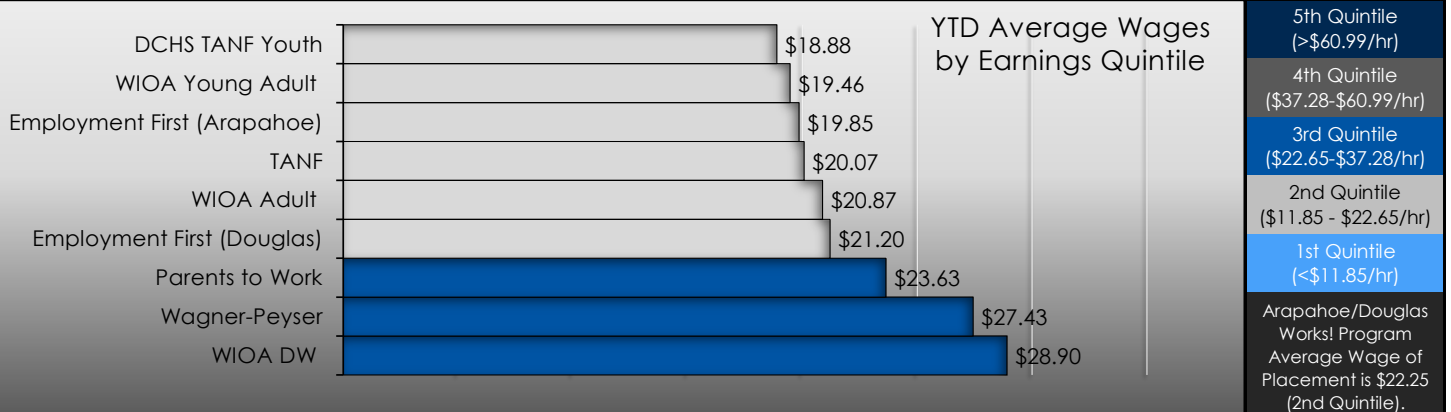 YTD Average Wages
by Earnings Quintile
DCHS TANF Youth
$18.88
WIOA Young Adult
$19.46
Employment First (Arapahoe)
$19.85
TANF
$20.07
WIOA Adult
$20.87
Employment First (Douglas)
$21.20
Parents to Work
$23.63
Wagner-Peyser
$27.43
WIOA DW
$28.90
5th Quintile
(>$60.99/hr)
4th Quintile
($37.28-$60.99/hr)
3rd Quintile
($22.65-$37.28/hr)
2nd Quintile
($11.85 - $22.65/hr)
1st Quintile
(<$11.85/hr)
Arapahoe/Douglas
Works! Program
Average Wage of
Placement is $22.25
(2nd Quintile).